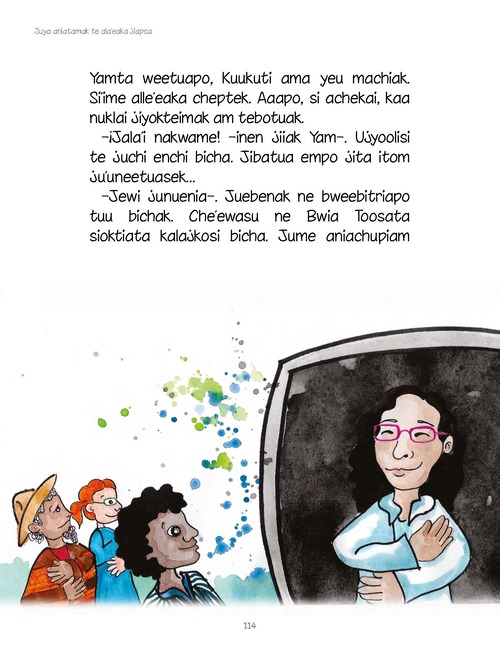 Juya aniatamak te ala'eaka Siapsa
Yamta weetuapo, Kuukuti ama yeu machiak.
Si'ime alle'eaka cheptek. Aaapo, si achekai, kaa
nuklai jiyokteimak am tebotuak.
–¡Jala'i nakwame! –inen jiiak Yam–. Ujyoolisi
te juchi enchi bicha. Jibatua empo jita itom
ju'uneetuasek...
–Jewi junuenia–. Juebenak ne bweebitriapo
tuu bichak. Che'ewasu ne Bwia Toosata
sioktiata kalajkosi bicha. Jume aniachupiam
114